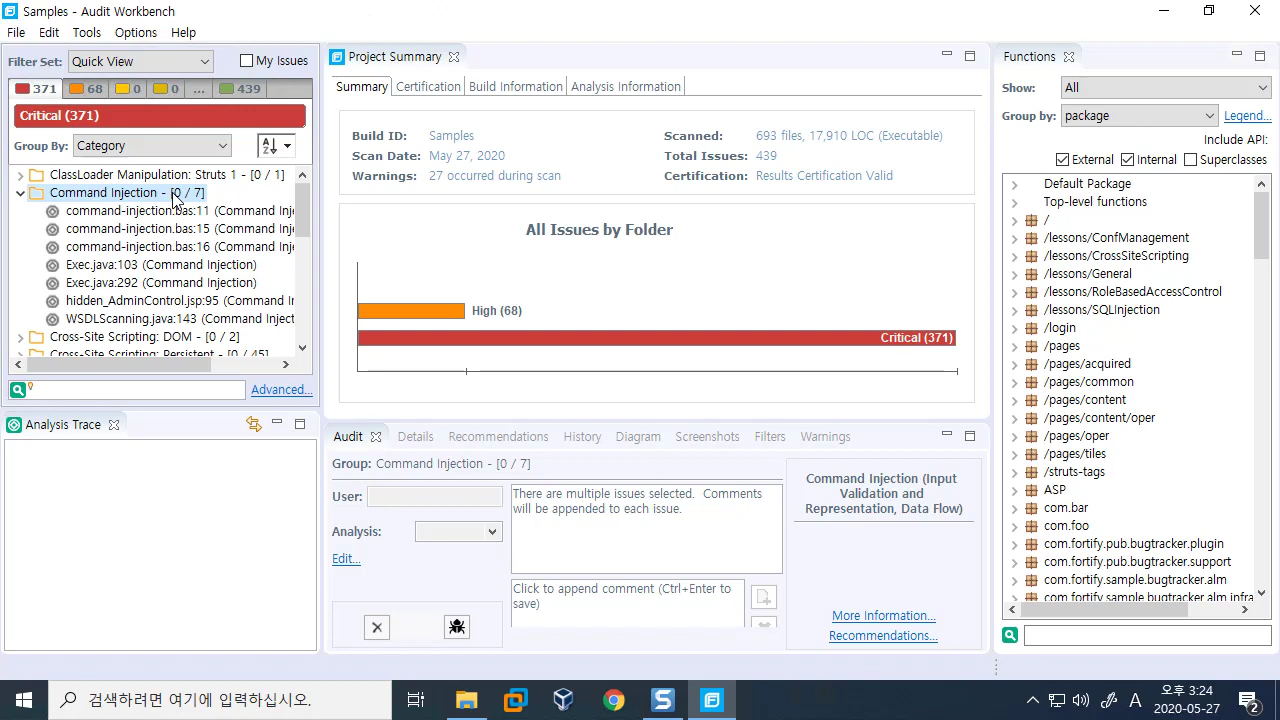 Samples - Audit Workbench
File Edit Tools Options Help
Filter Set: Quick View My Issues
371 68 0 0 ... 439
Critical (371)
Group By: Category
ClassLoader Manipulation: Struts 1 - [0 / 1]
Command Injection - [0 / 7]
command-injection.bas:11 (Command Inj
command-injection.bas:15 (Command Inj
command-injection.bas:16 (Command Inj
Exec.java:103 (Command Injection)
Exec.java:292 (Command Injection)
hidden_AdminControl.jsp:95 (Command In
WSDLScanning.java:143 (Command Inject
Cross-Site Scripting: DOM - [0 / 2]
Cross-Site Scripting: Persistent - [0 / 45]
Advanced...
Analysis Trace
Project Summary
Summary Certification Build Information Analysis Information
Build ID: Samples
Scan Date: May 27, 2020
Warnings: 27 occurred during scan
Scanned: 693 files, 17,910 LOC (Executable)
Total Issues: 439
Certification: Results Certification Valid
All Issues by Folder
High (68)
Critical (371)
Audit Details Recommendations History Diagram Screenshots Filters Warnings
Group: Command Injection - [0 / 7]
User:
Analysis:
Edit...
There are multiple issues selected. Comments
will be appended to each issue.
Click to append comment (Ctrl+Enter to
save)
Command Injection (Input
Validation and
Representation, Data Flow)
More Information...
Recommendations...
Functions
Show: All
Group by: package Legend...
Include API:
External Internal Superclasses
Default Package
Top-level functions
/
/lessons/ConfManagement
/lessons/CrossSiteScripting
/lessons/General
/lessons/RoleBasedAccessControl
/lessons/SQLInjection
/login
/pages
/pages/acquired
/pages/common
/pages/content
/pages/content/oper
/pages/oper
/pages/tiles
/struts-tags
ASP
com.bar
com.foo
com.fortify.pub.bugtracker.plugin
com.fortify.pub.bugtracker.support
com.fortify.sample.bugtracker.alm
com.fortify.sample.bugtracker.alm.infra
검색하려면 여기에 입력하십시오.
A
오후 3:24
2020-05-27
2